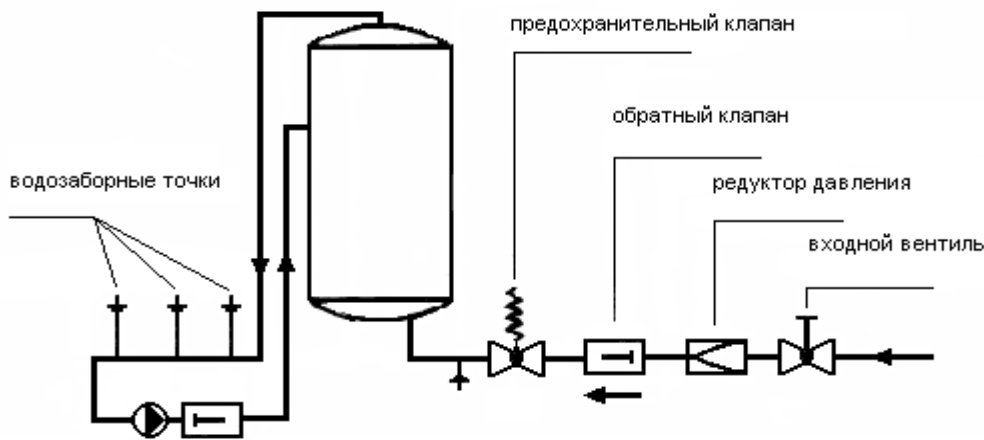 предохранительный клапан
обратный клапан
водозаборные точки
редуктор давления
входной вентиль